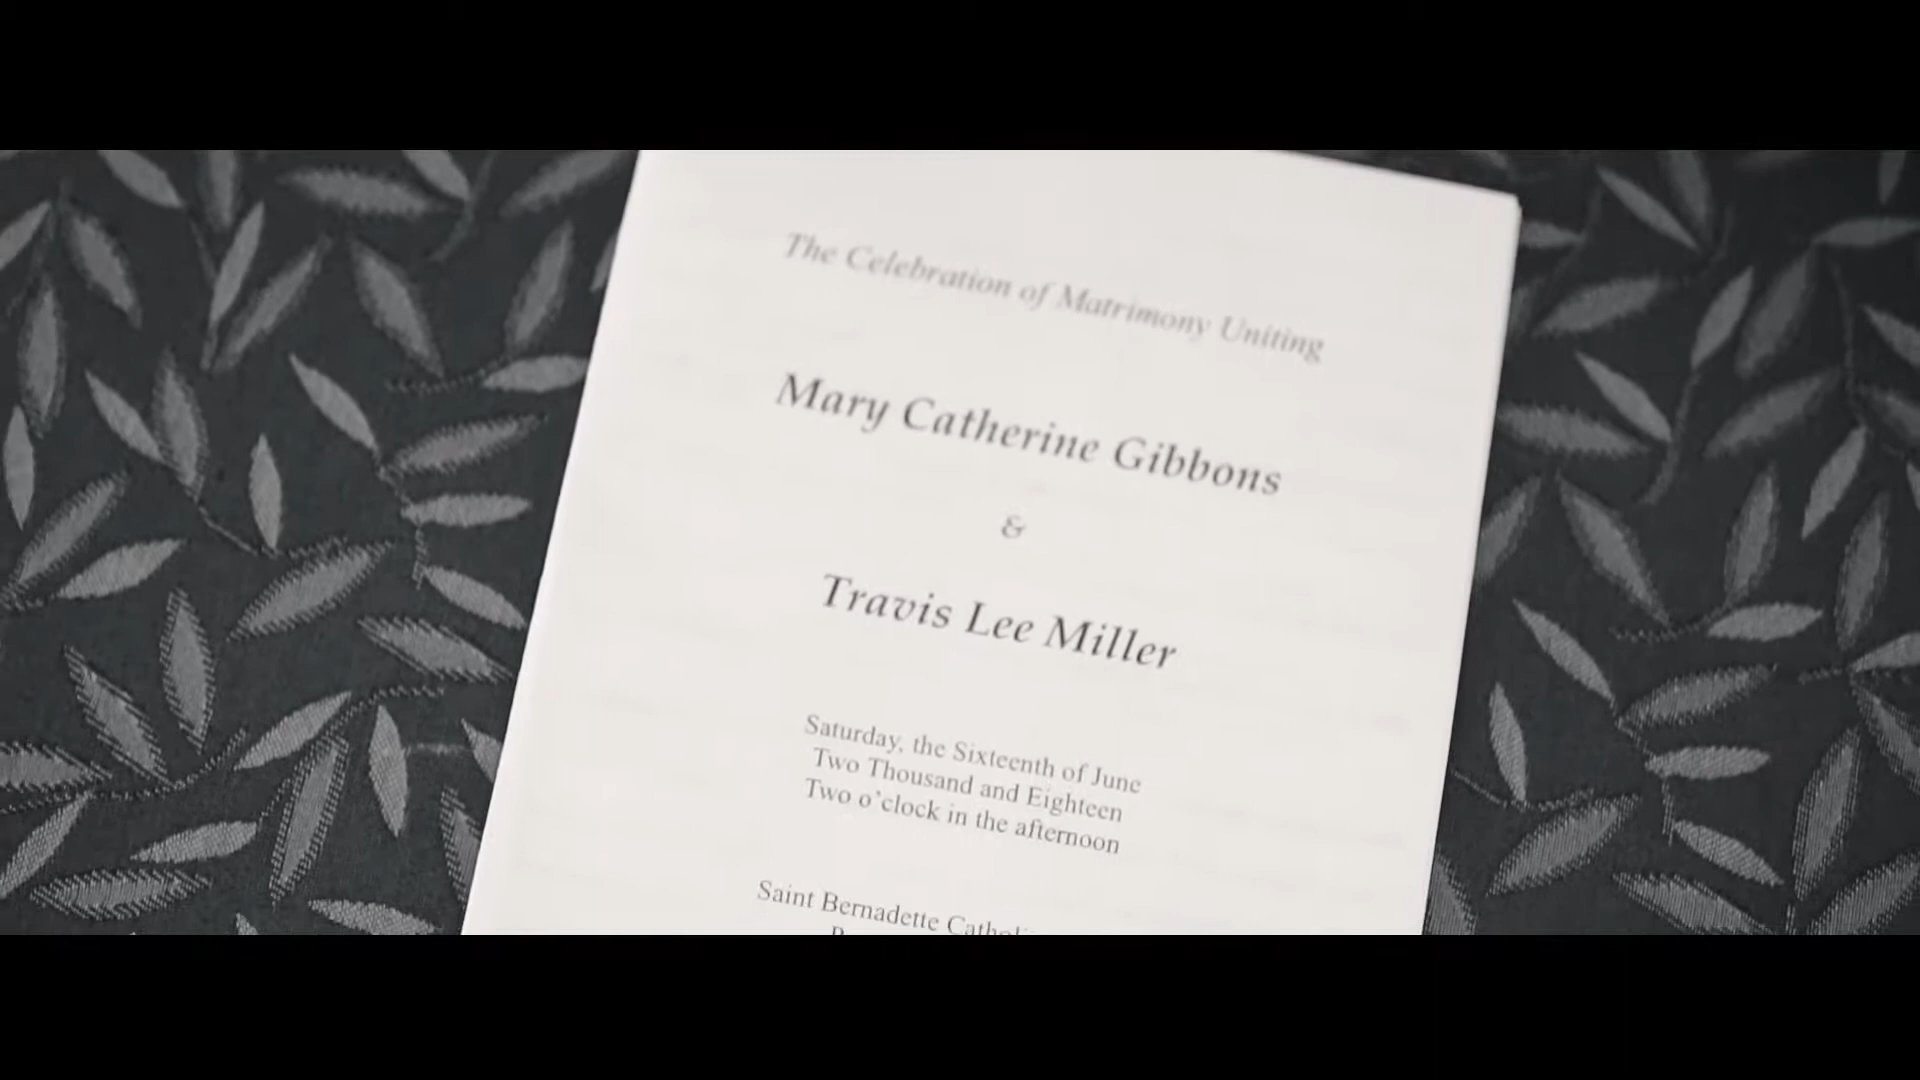 The Celebration of Matrimony Uniting
Mary Catherine Gibbons
&
Travis Lee Miller
Saturday, the Sixteenth of June
Two Thousand and Eighteen
Two o'clock in the afternoon
Saint Bernadette